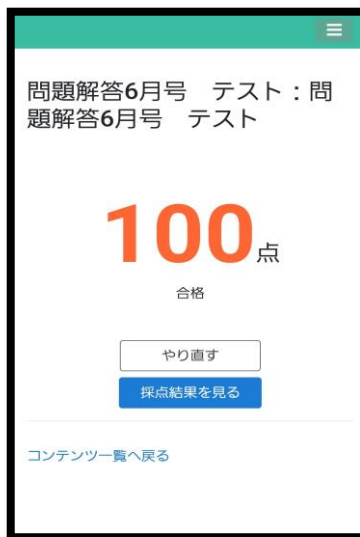 問題解答6月号　テスト：問
題解答6月号　テスト
100点
合格
やり直す
採点結果を見る
コンテンツ一覧へ戻る